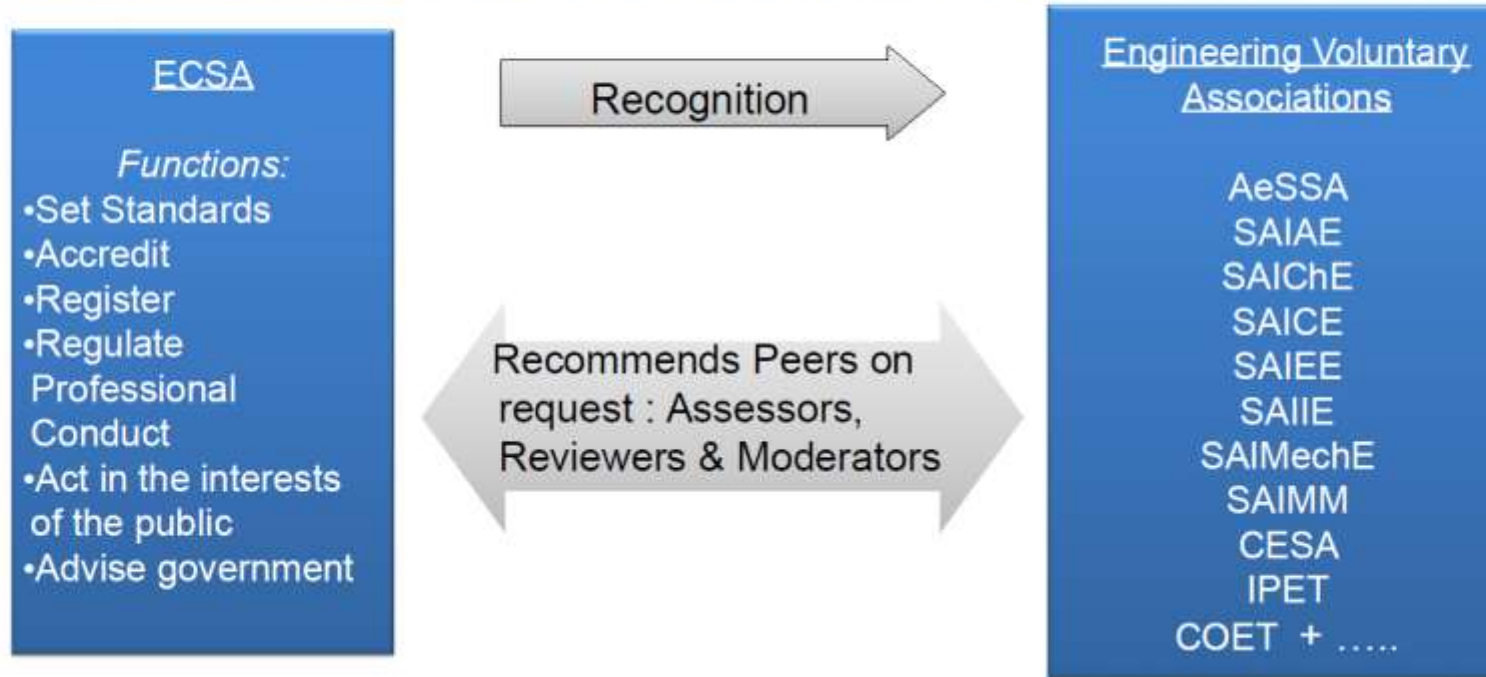 ECSA
Functions:
•Set Standards
•Accredit
•Register
•Regulate
Professional
Conduct
•Act in the interests
of the public
•Advise government
Recognition
Recommends Peers on
request : Assessors,
Reviewers & Moderators
Engineering Voluntary
Associations
AeSSA
SAIAE
SAIChE
SAICE
SAIEE
SAIIE
SAIMechE
SAIMM
CESA
IPET
COET + .....